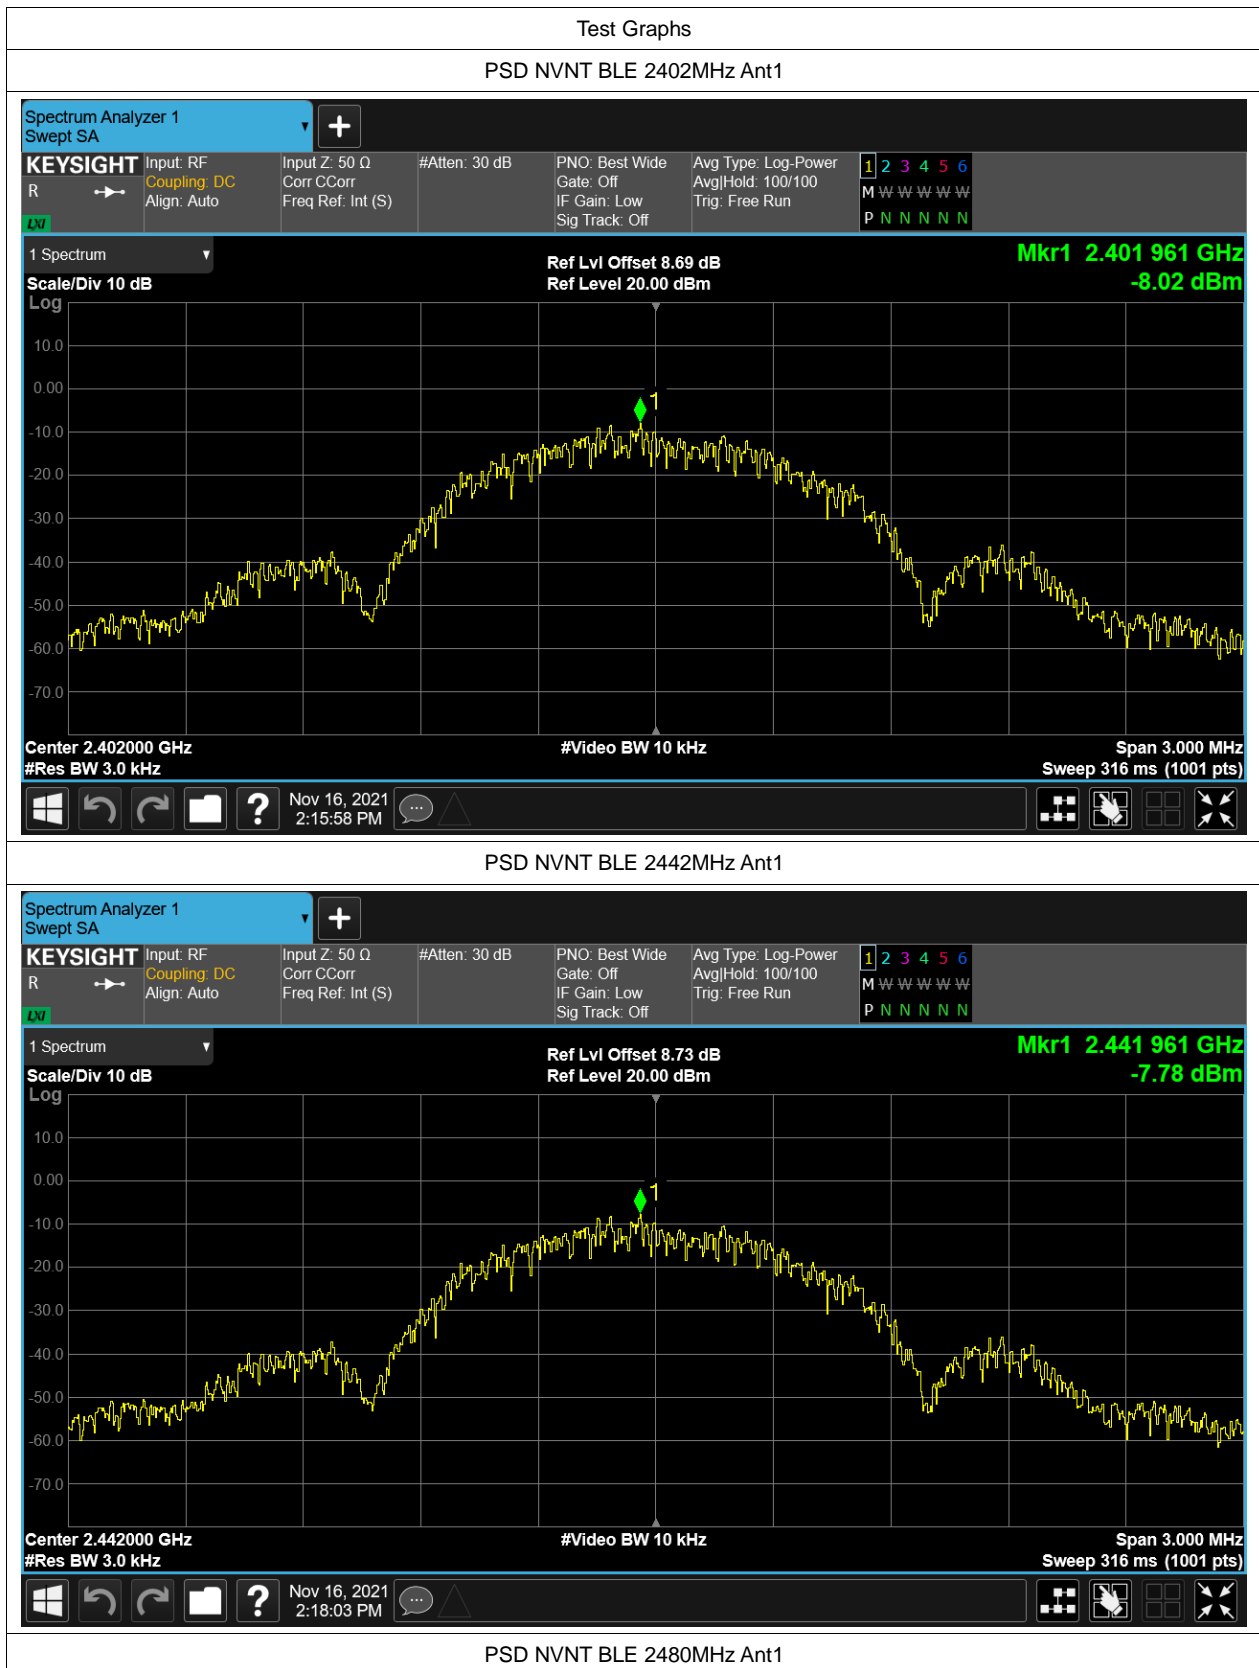 Test Graphs
PSD NVNT BLE 2402MHz Ant1
Spectrum Analyzer 1
Swept SA
KEYSIGHT Input: RF Input Z: 50 Ω #Atten: 30 dB PNO: Best Wide Avg Type: Log-Power 1 2 3 4 5 6
R Coupling: DC Corr CCorr Gate: Off Avg|Hold: 100/100 M W W W W W
Align: Auto Freq Ref: Int (S) IF Gain: Low Trig: Free Run
LXI Sig Track: Off P N N N N N
1 Spectrum Ref Lvl Offset 8.69 dB Mkr1 2.401 961 GHz
Scale/Div 10 dB Ref Level 20.00 dBm -8.02 dBm
Log
10.0
0.00
1
-10.0
-20.0
-30.0
-40.0
-50.0
-60.0
-70.0
Center 2.402000 GHz #Video BW 10 kHz Span 3.000 MHz
#Res BW 3.0 kHz Sweep 316 ms (1001 pts)
? Nov 16, 2021
2:15:58 PM
PSD NVNT BLE 2442MHz Ant1
Spectrum Analyzer 1
Swept SA
KEYSIGHT Input: RF Input Z: 50 Ω #Atten: 30 dB PNO: Best Wide Avg Type: Log-Power 1 2 3 4 5 6
R Coupling: DC Corr CCorr Gate: Off Avg|Hold: 100/100 M W W W W W
Align: Auto Freq Ref: Int (S) IF Gain: Low Trig: Free Run
LXI Sig Track: Off P N N N N N
1 Spectrum Ref Lvl Offset 8.73 dB Mkr1 2.441 961 GHz
Scale/Div 10 dB Ref Level 20.00 dBm -7.78 dBm
Log
10.0
0.00
1
-10.0
-20.0
-30.0
-40.0
-50.0
-60.0
-70.0
Center 2.442000 GHz #Video BW 10 kHz Span 3.000 MHz
#Res BW 3.0 kHz Sweep 316 ms (1001 pts)
? Nov 16, 2021
2:18:03 PM
PSD NVNT BLE 2480MHz Ant1